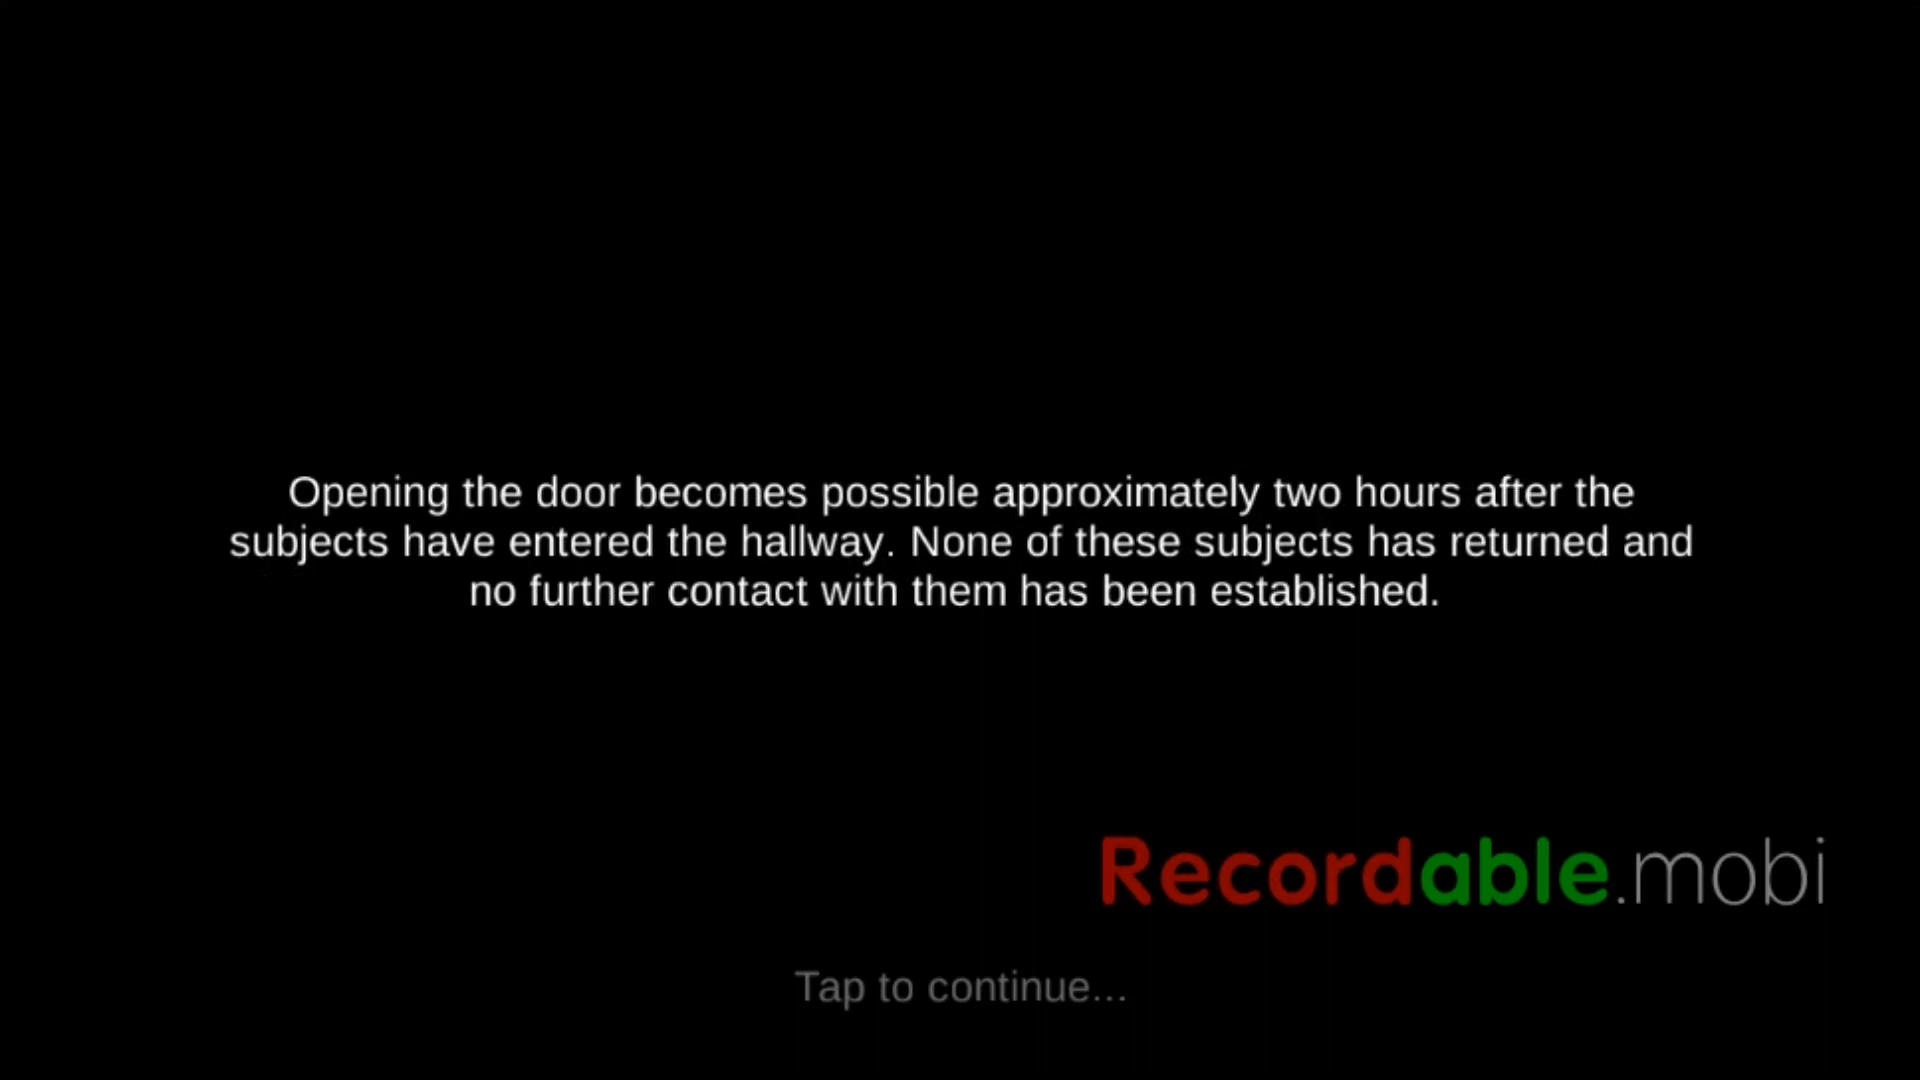 Opening the door becomes possible approximately two hours after the
subjects have entered the hallway. None of these subjects has returned and
no further contact with them has been established.
Recordable.mobi
Tap to continue...